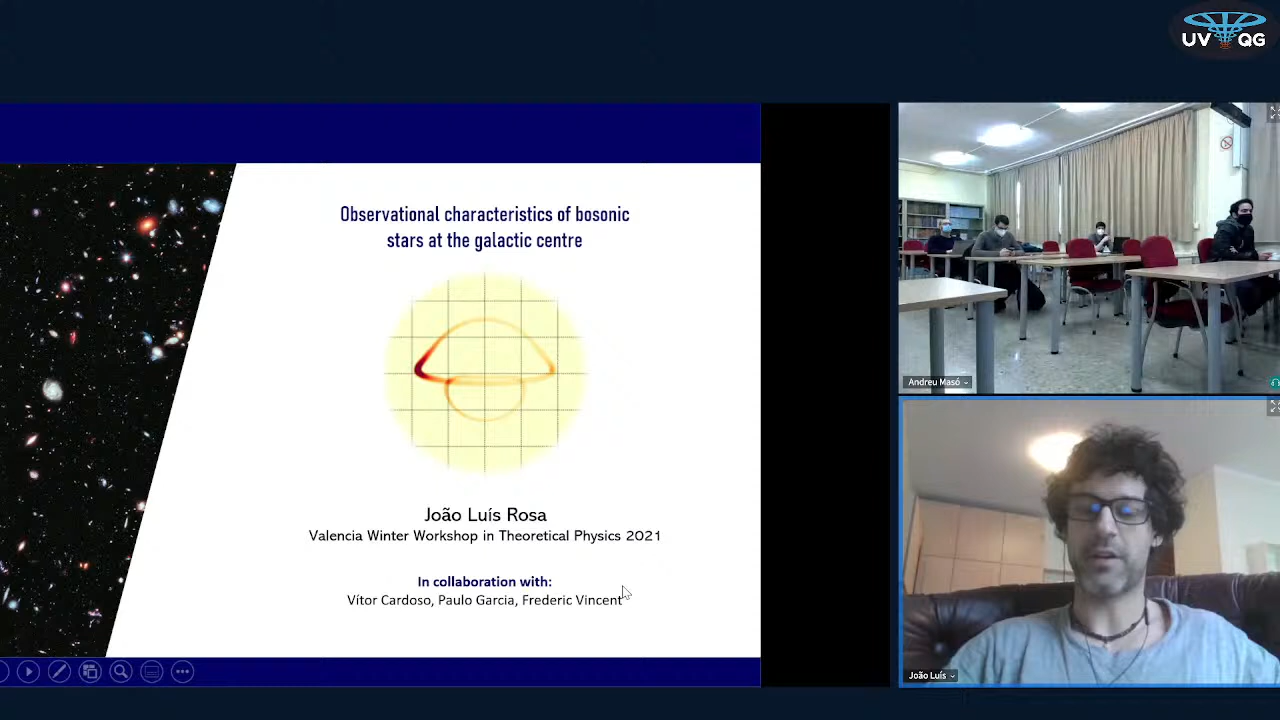 UV QG
Observational characteristics of bosonic
stars at the galactic centre
João Luís Rosa
Valencia Winter Workshop in Theoretical Physics 2021
In collaboration with:
Vítor Cardoso, Paulo Garcia, Frederic Vincent
Andreu Masó
João Luís